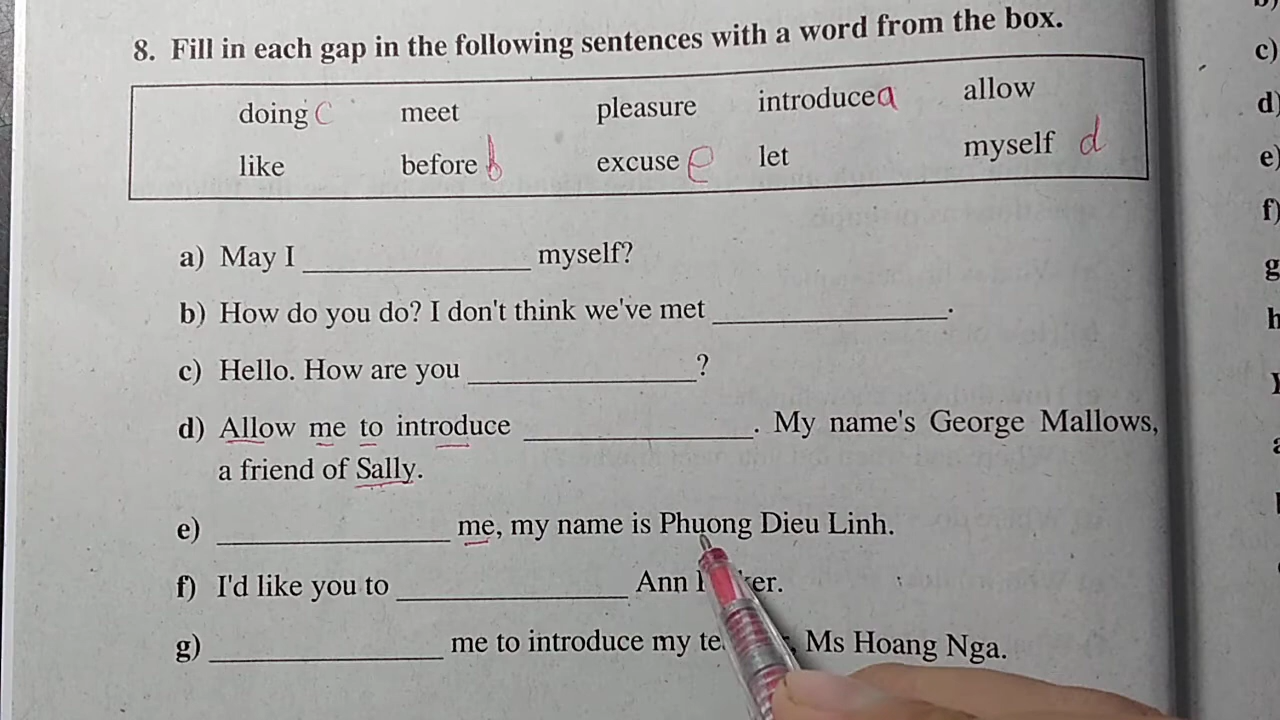 8. Fill in each gap in the following sentences with a word from the box.
doing c meet pleasure introduce a allow
like before b excuse e let myself d
a) May I ______________ myself?
b) How do you do? I don't think we've met ______________.
c) Hello. How are you ______________?
d) Allow me to introduce ______________. My name's George Mallows,
a friend of Sally.
e) ______________ me, my name is Phuong Dieu Linh.
f) I'd like you to ______________ Ann
g) ______________ me to introduce my Ms Hoang Nga.
c)
d)
e)
f)
g
h